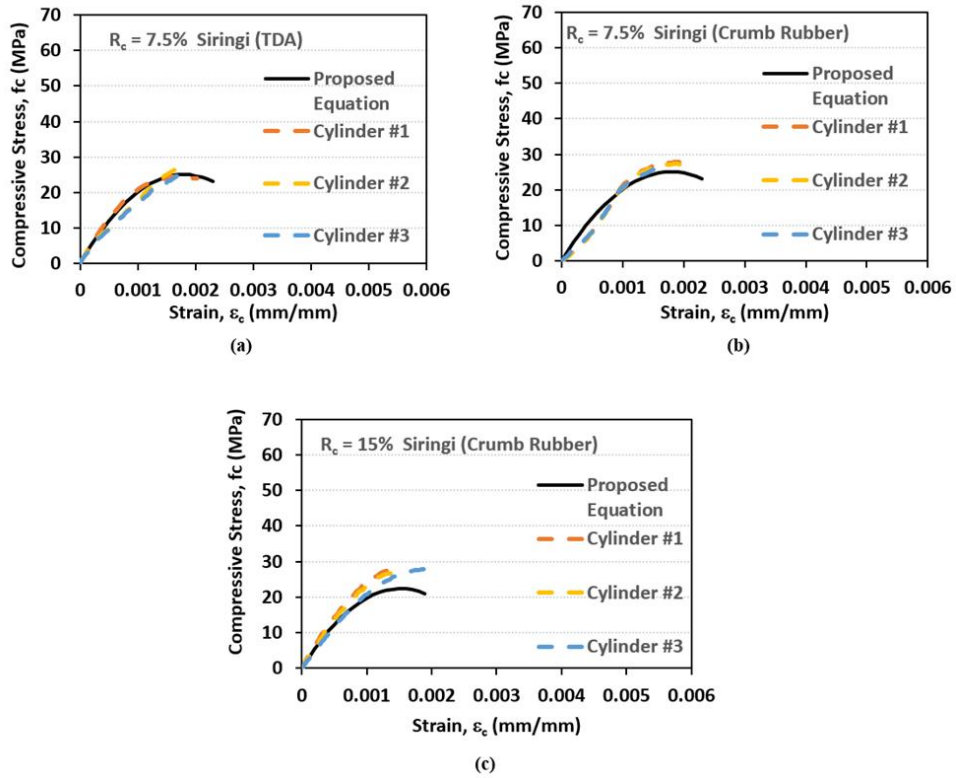 Compressive Stress, fc (MPa)
70
60
50
40
30
20
10
0
R_c = 7.5% Siringi (TDA)
Proposed
Equation
Cylinder #1
Cylinder #2
Cylinder #3
0 0.001 0.002 0.003 0.004 0.005 0.006
Strain, ε_c (mm/mm)
(a)
Compressive Stress, fc (MPa)
70
60
50
40
30
20
10
0
R_c = 7.5% Siringi (Crumb Rubber)
Proposed
Equation
Cylinder #1
Cylinder #2
Cylinder #3
0 0.001 0.002 0.003 0.004 0.005 0.006
Strain, ε_c (mm/mm)
(b)
Compressive Stress, fc (MPa)
70
60
50
40
30
20
10
0
R_c = 15% Siringi (Crumb Rubber)
Proposed
Equation
Cylinder #1
Cylinder #2
Cylinder #3
0 0.001 0.002 0.003 0.004 0.005 0.006
Strain, ε_c (mm/mm)
(c)